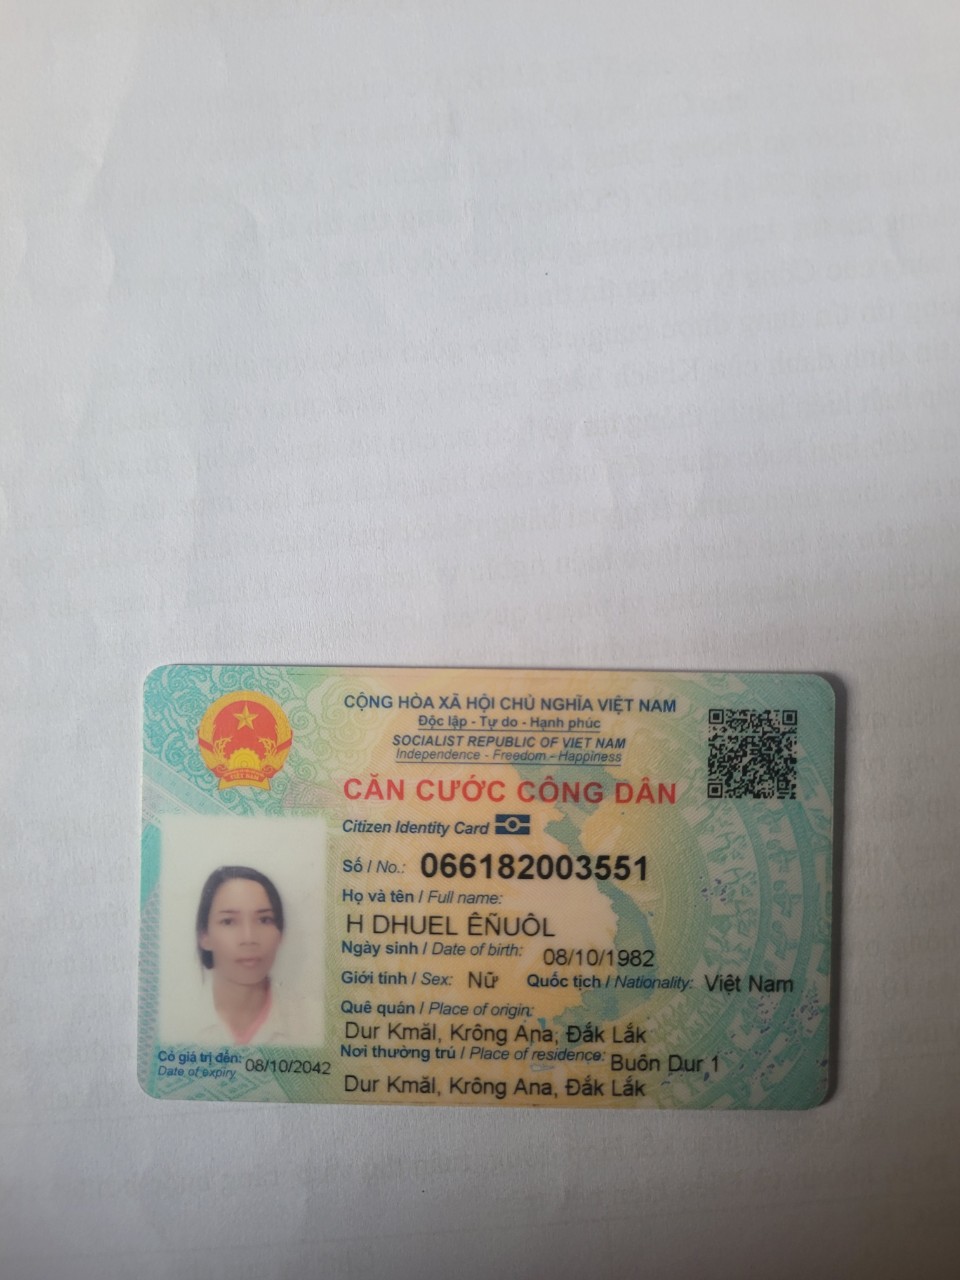 CỘNG HÒA XÃ HỘI CHỦ NGHĨA VIỆT NAM
Độc lập - Tự do - Hạnh phúc
SOCIALIST REPUBLIC OF VIET NAM
Independence - Freedom - Happiness
CĂN CƯỚC CÔNG DÂN
Citizen Identity Card
Số / No.: 066182003551
Họ và tên / Full name:
H DHUEL ÊÑUÔL
Ngày sinh / Date of birth: 08/10/1982
Giới tính / Sex: Nữ Quốc tịch / Nationality: Việt Nam
Quê quán / Place of origin:
Dur Kmăl, Krông Ana, Đắk Lắk
Nơi thường trú / Place of residence: Buôn Dur 1
Dur Kmăl, Krông Ana, Đắk Lắk
Có giá trị đến: 08/10/2042
Date of expiry
VIỆT NAM